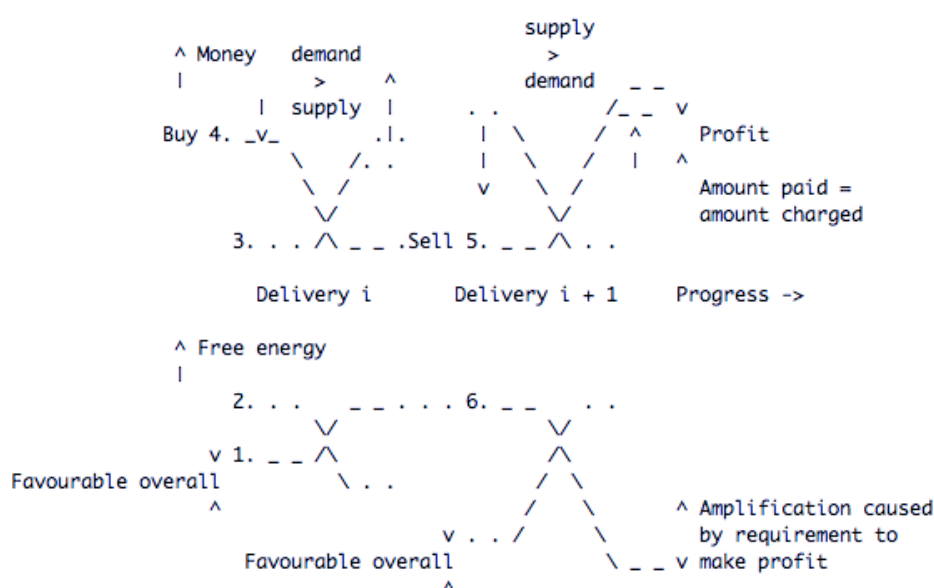 supply
               ^ Money   demand                >
               |           >     ^           demand   _ _
                      |  supply  |      . .         /_ _  v
              Buy 4. _v_        .|.      |  \      /  ^     Profit
                         \    /. .       |   \    /   |   ^
                          \  /           v    \  /          Amount paid =
                           \/                  \/           amount charged
                    3. . . /\ _ _ .Sell 5. _ _ /\ . .
                      Delivery i       Delivery i + 1     Progress ->
               ^ Free energy
               |
                    2. . .    _ _ . . . 6. _ _    . .
                           \/                  \/
                  v 1. _ _ /\                  /\
 Favourable overall          \ . .            /  \
                  ^                          /    \       ^ Amplification caused
                                      v . . /      \        by requirement to
                     Favourable overall             \ _ _ v make profit
                                      ^